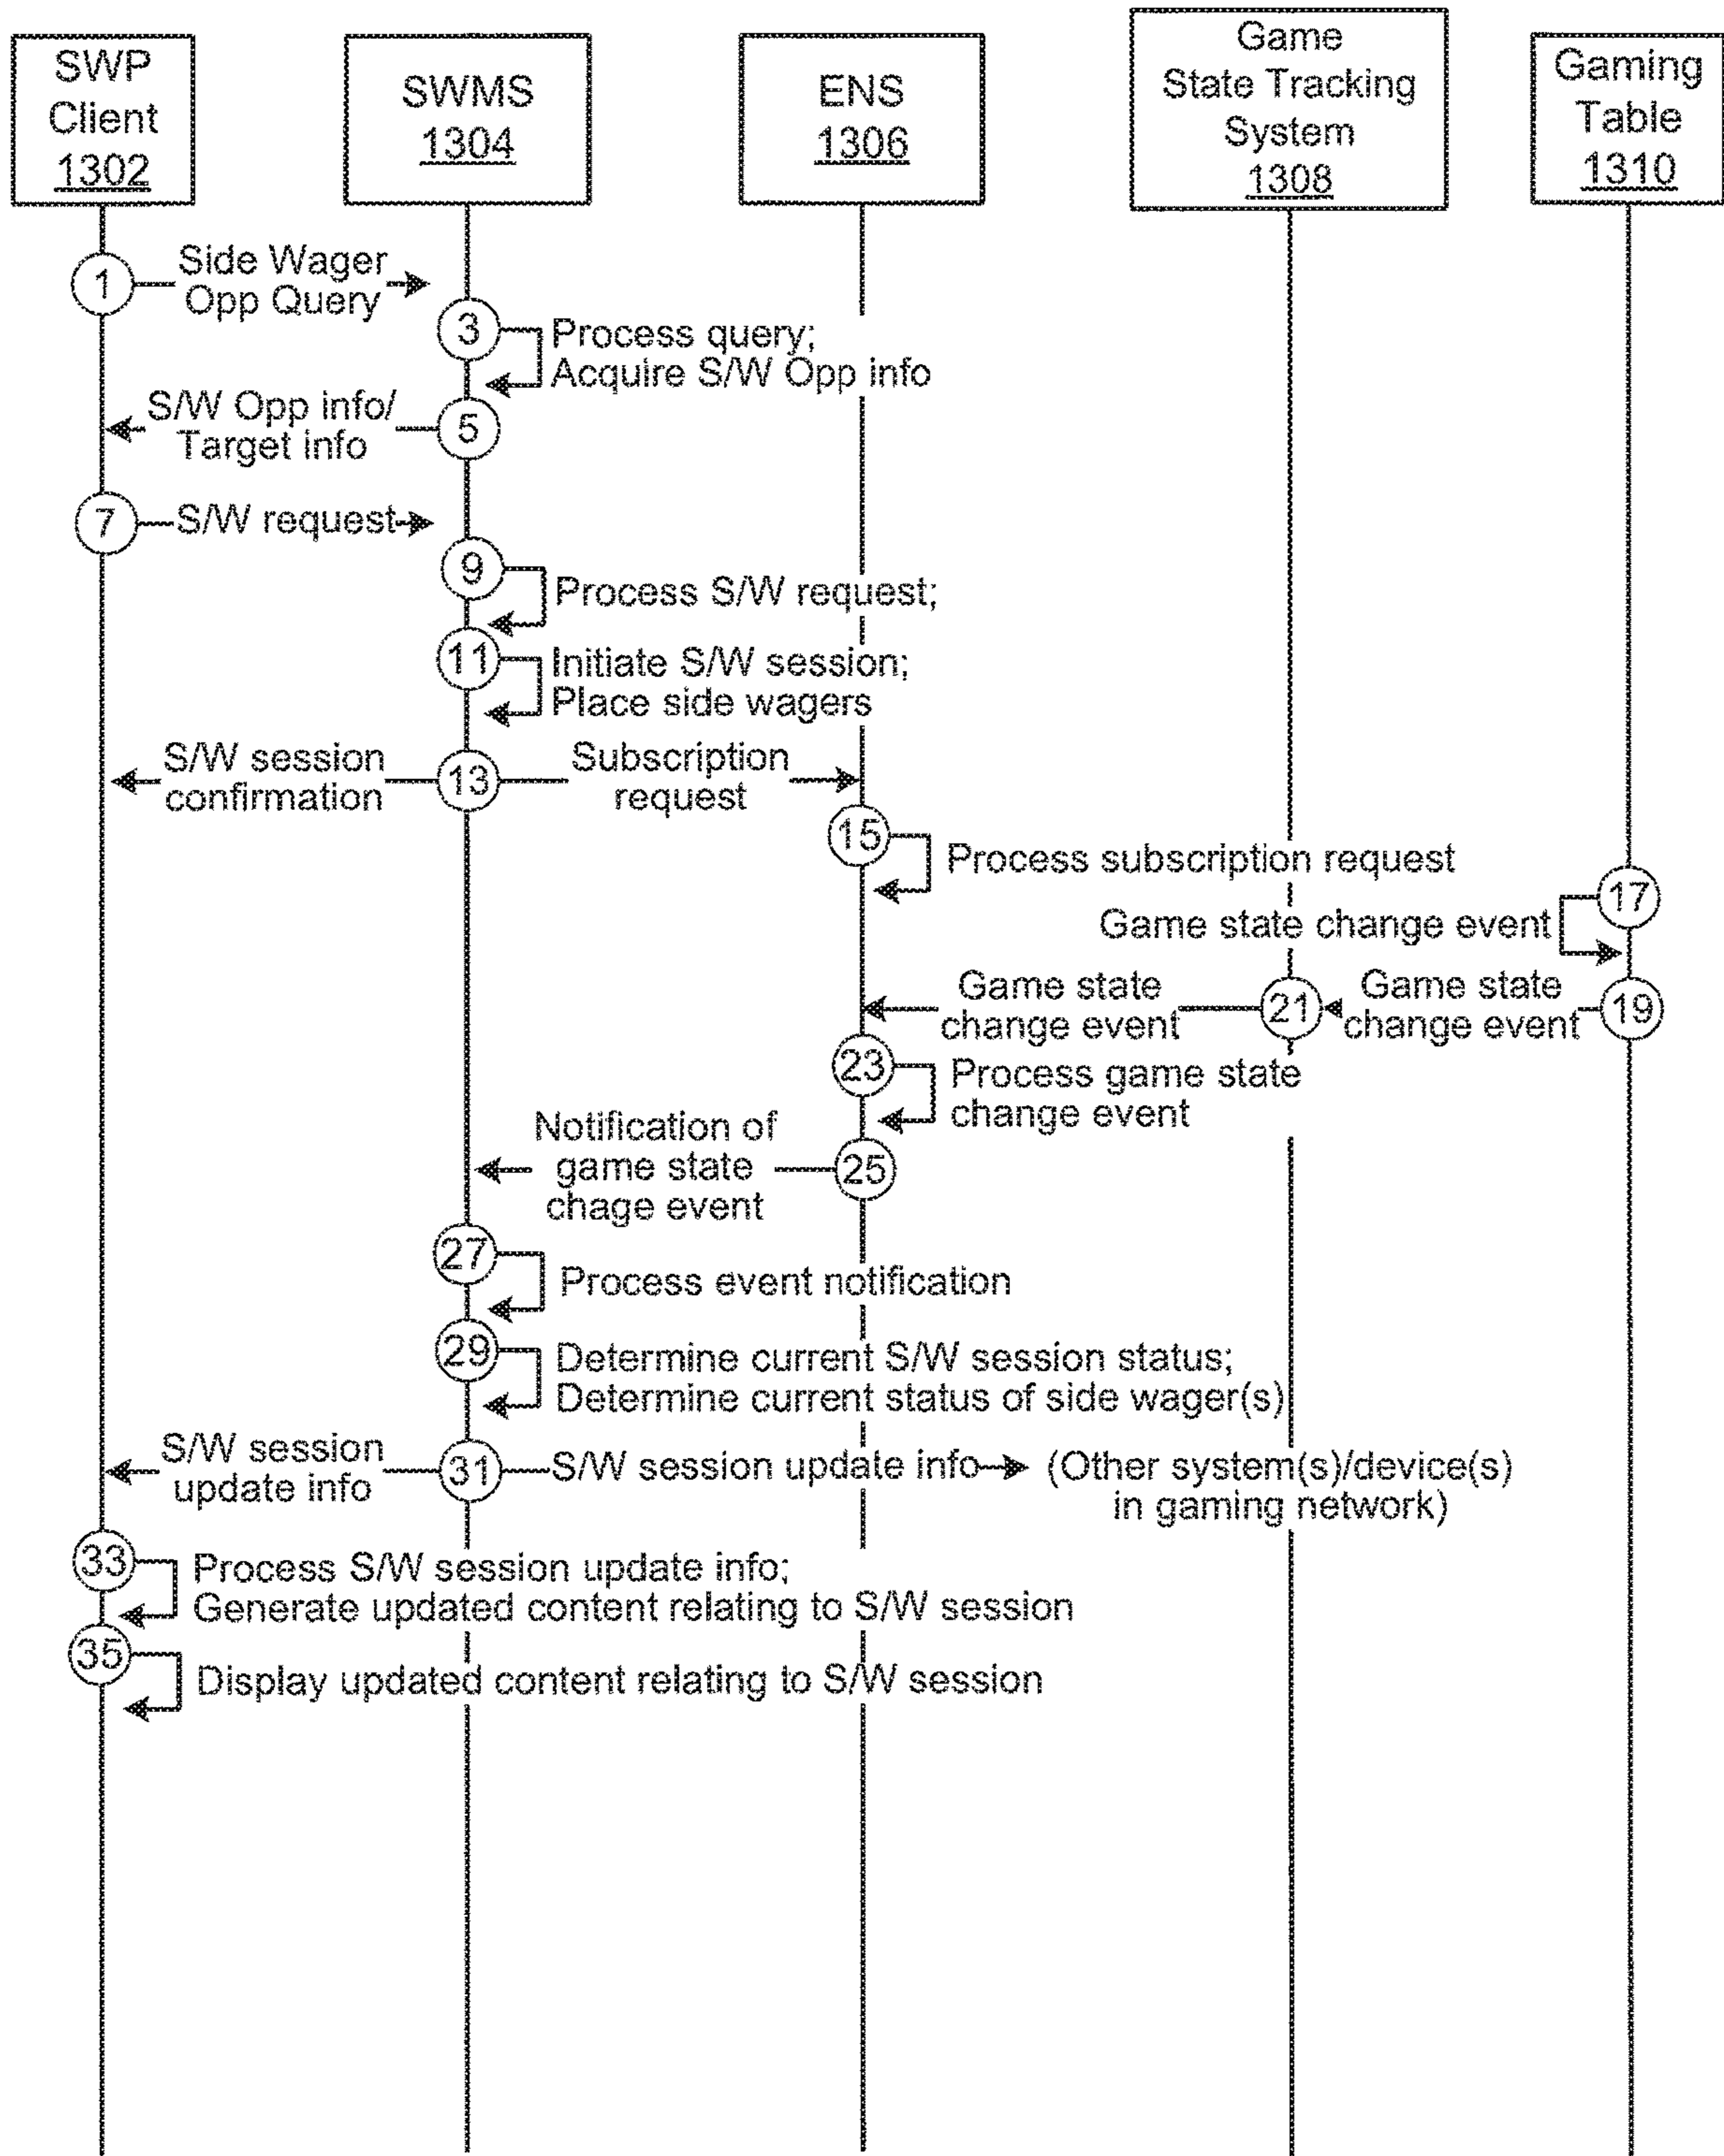 SWP
Client
1302
SWMS
1304
ENS
1306
Game
State Tracking
System
1308
Gaming
Table
1310
1
Side Wager
Opp Query
3
Process query;
Acquire S/W Opp info
S/W Opp info/
Target info
5
7
S/W request
9
Process S/W request;
11
Initiate S/W session;
Place side wagers
S/W session
confirmation
13
Subscription
request
15
Process subscription request
Game state change event
17
Game state
change event
21
Game state
change event
19
23
Process game state
change event
Notification of
game state
chage event
25
27
Process event notification
29
Determine current S/W session status;
Determine current status of side wager(s)
S/W session
update info
31
S/W session update info
(Other system(s)/device(s)
in gaming network)
33
Process S/W session update info;
Generate updated content relating to S/W session
35
Display updated content relating to S/W session